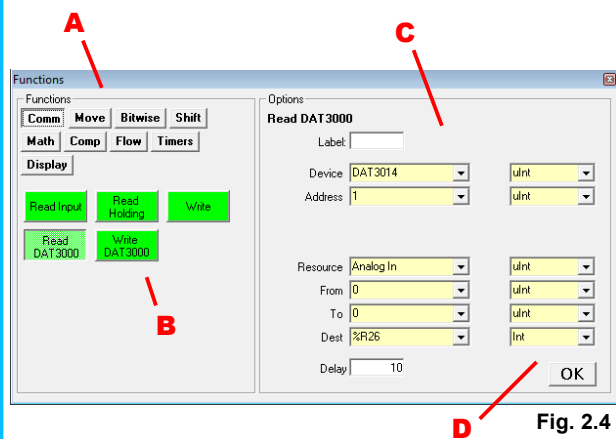 A
C
Functions
Functions
Comm Move Bitwise Shift
Math Comp Flow Timers
Display
Read Input Read Holding Write
Read DAT3000 Write DAT3000
B
Options
Read DAT3000
Label:
Device DAT3014 uInt
Address 1 uInt
Resource Analog In uInt
From 0 uInt
To 0 uInt
Dest %R26 Int
Delay 10
OK
D
Fig. 2.4